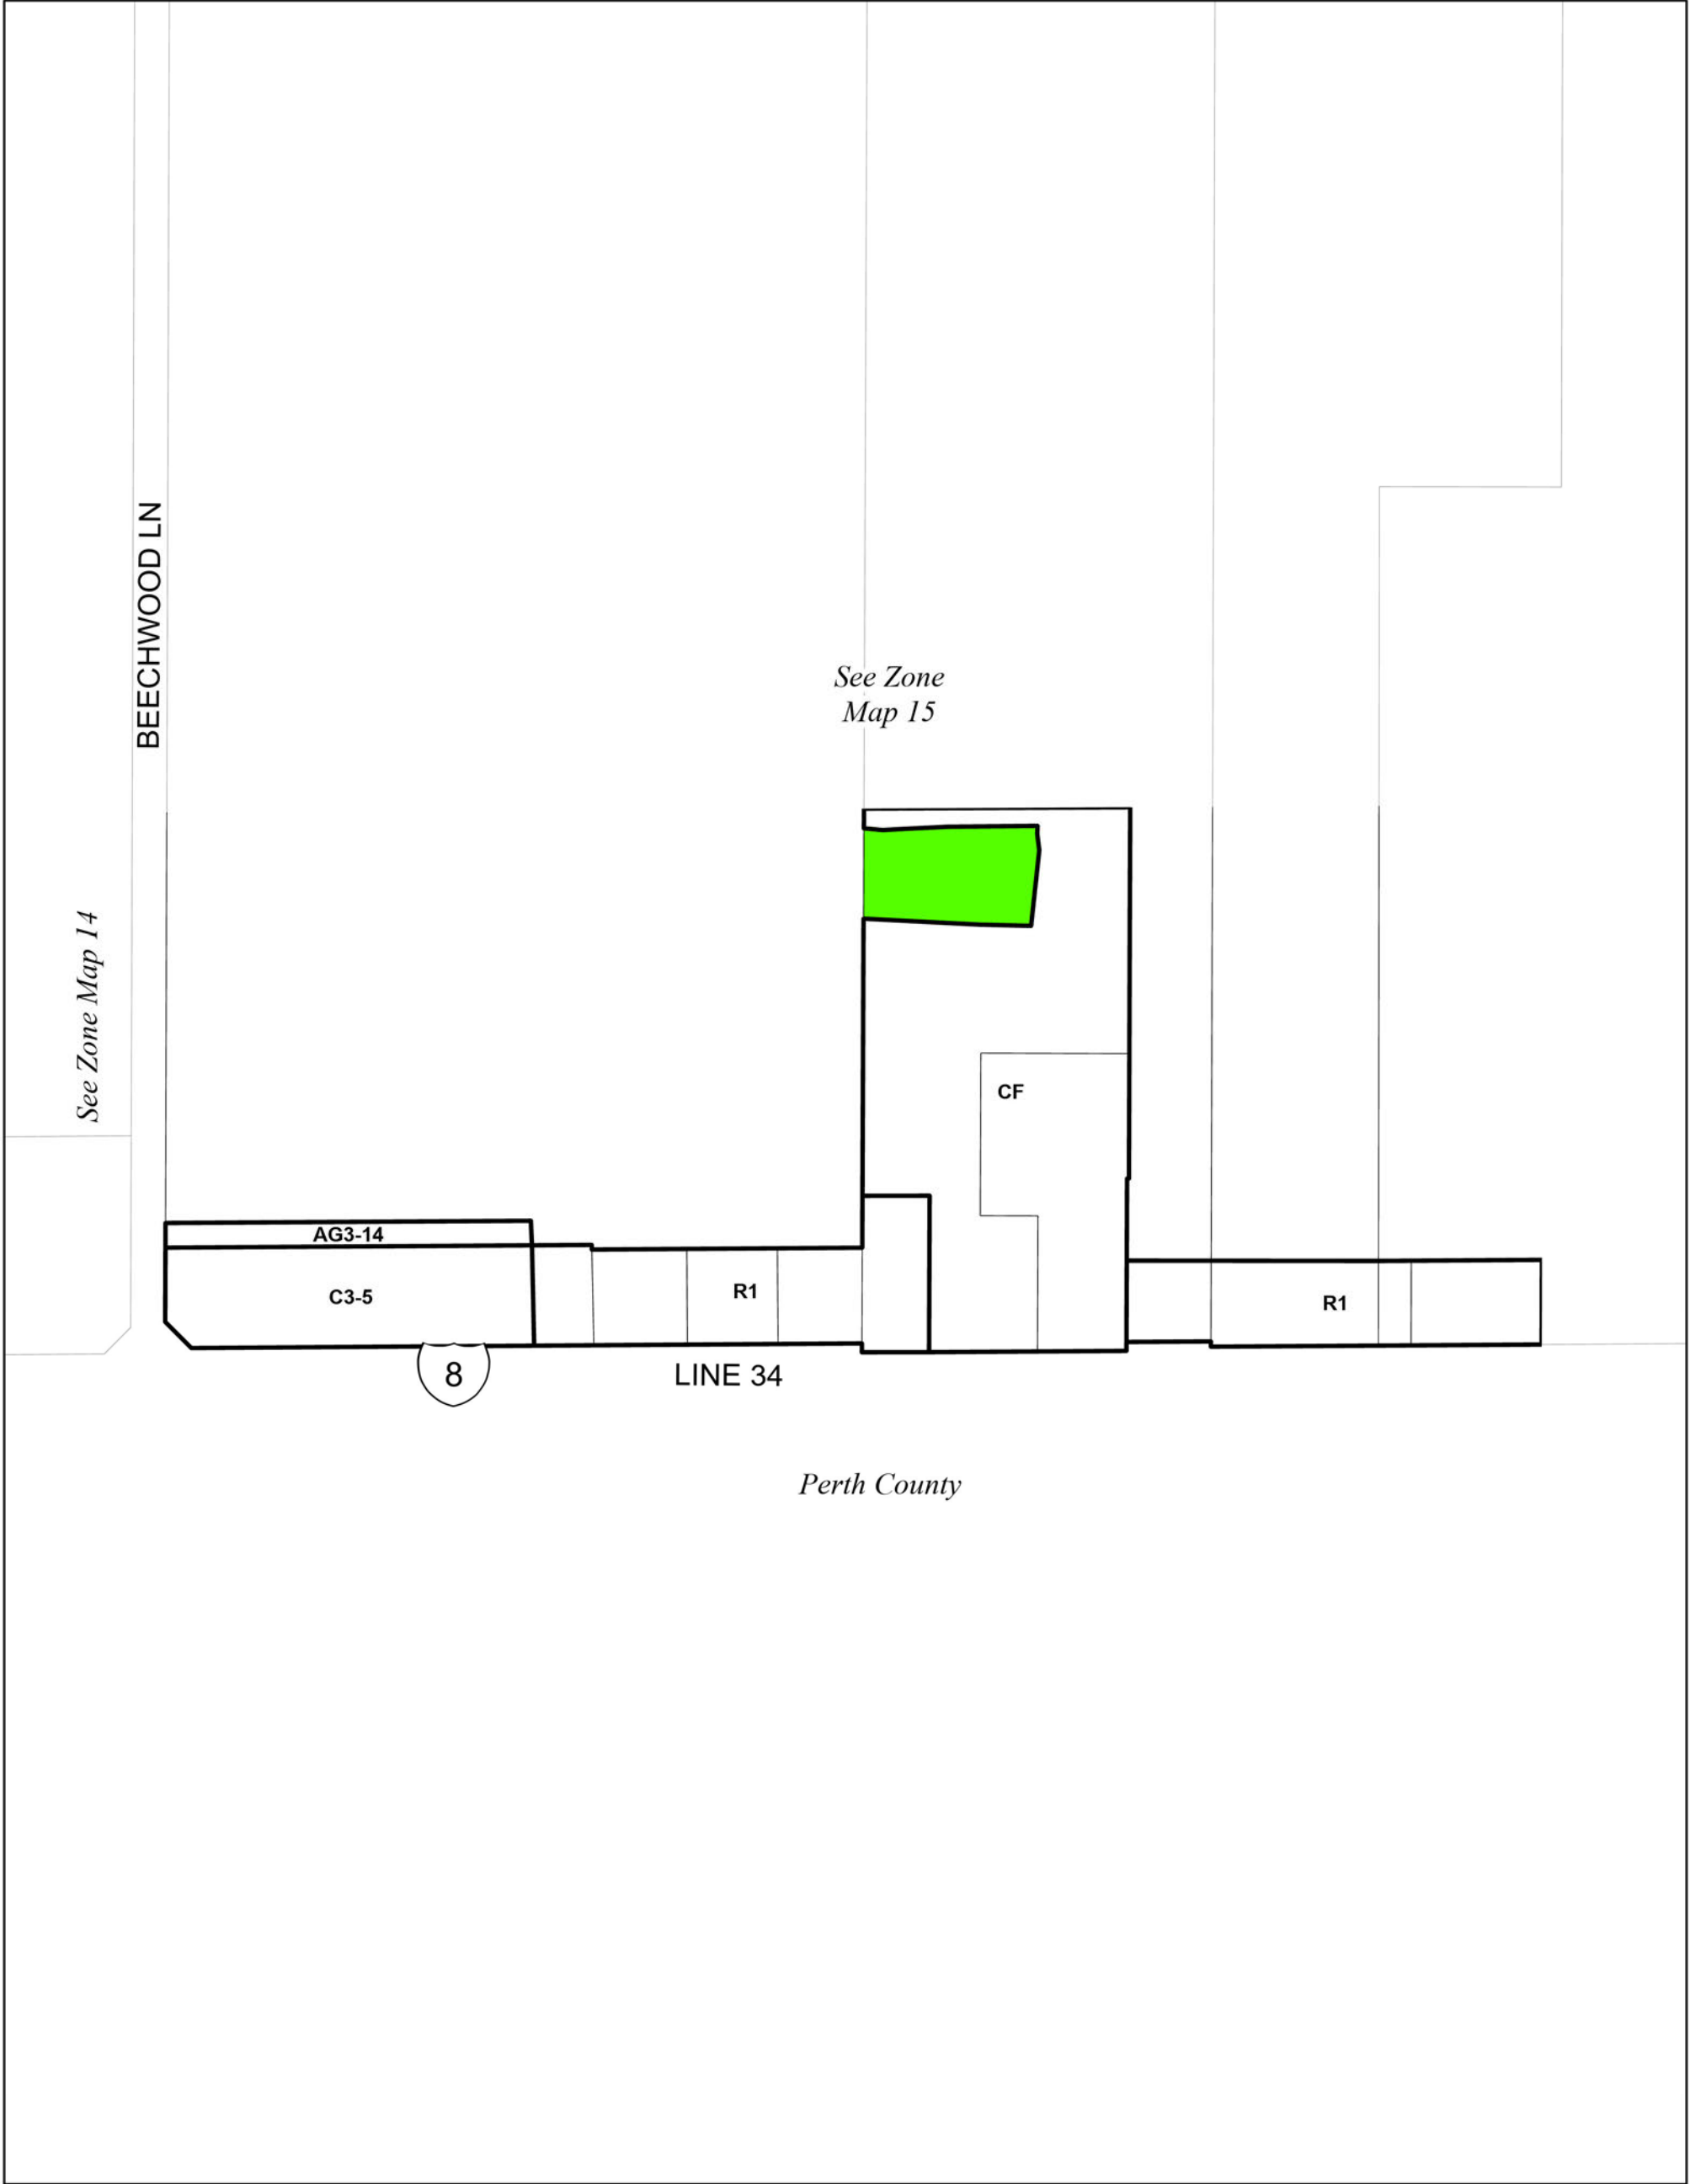 BEECHWOOD LN
See Zone
Map 15
See Zone Map 14
CF
AG3-14
C3-5
R1
R1
8
LINE 34
Perth County